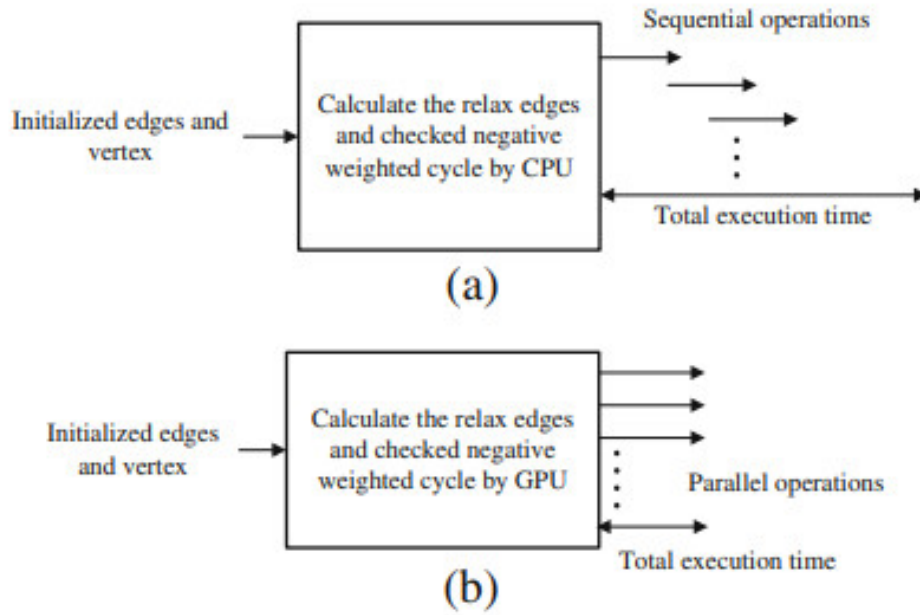 Sequential operations
Initialized edges and
vertex
Calculate the relax edges
and checked negative
weighted cycle by CPU
Total execution time
(a)
Initialized edges
and vertex
Calculate the relax edges
and checked negative
weighted cycle by GPU
Parallel operations
Total execution time
(b)